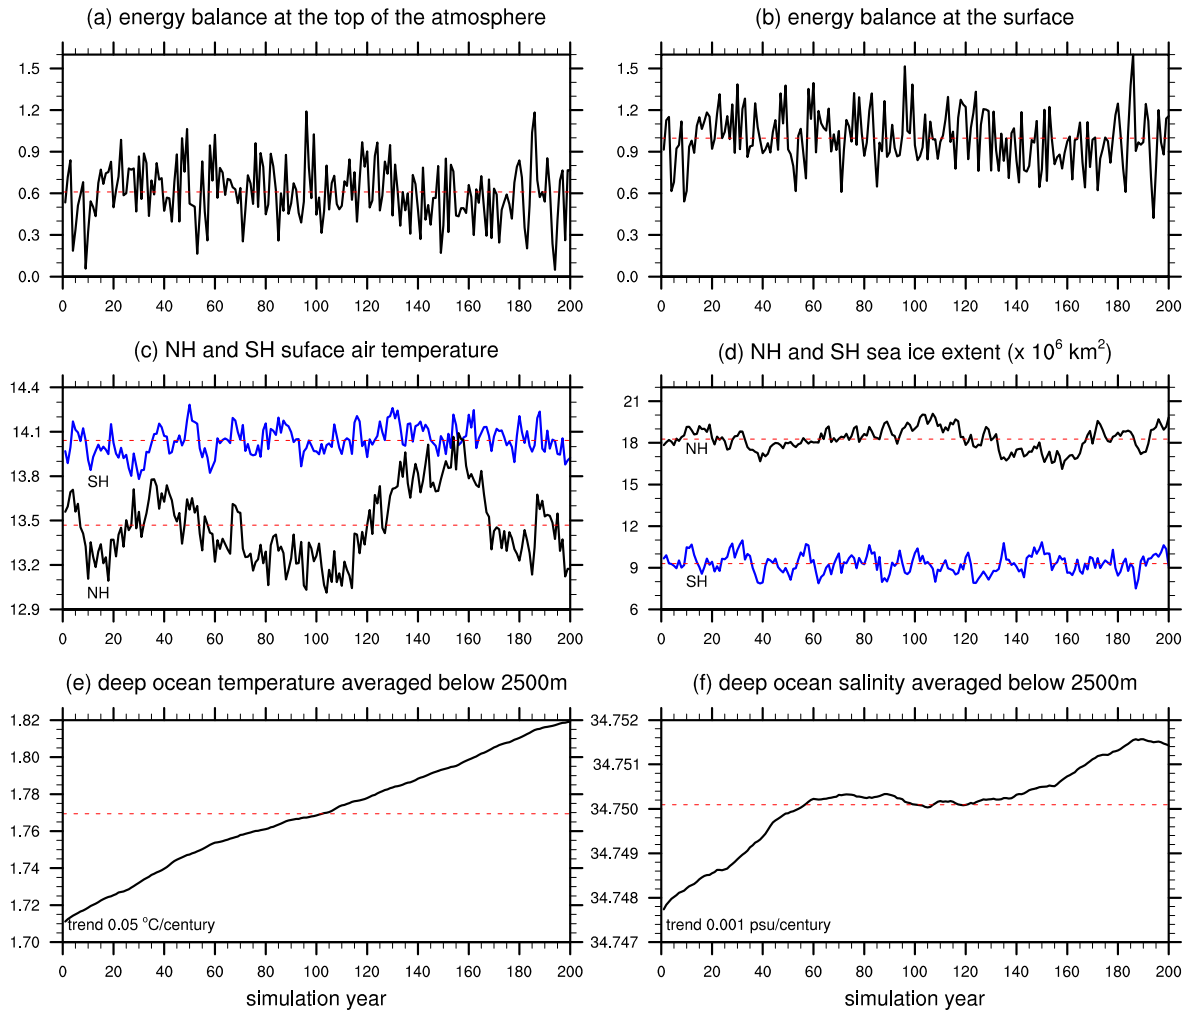 (a) energy balance at the top of the atmosphere
(b) energy balance at the surface
1.5
1.2
0.9
0.6
0.3
0.0
0 20 40 60 80 100 120 140 160 180 200
1.5
1.2
0.9
0.6
0.3
0.0
0 20 40 60 80 100 120 140 160 180 200
(c) NH and SH suface air temperature
(d) NH and SH sea ice extent (x 10⁶ km²)
14.4
14.1
13.8
13.5
13.2
12.9
SH
NH
0 20 40 60 80 100 120 140 160 180 200
21
18
15
12
9
6
NH
SH
0 20 40 60 80 100 120 140 160 180 200
(e) deep ocean temperature averaged below 2500m
(f) deep ocean salinity averaged below 2500m
1.82
1.80
1.78
1.76
1.74
1.72
1.70
trend 0.05 °C/century
0 20 40 60 80 100 120 140 160 180 200
simulation year
34.752
34.751
34.750
34.749
34.748
34.747
trend 0.001 psu/century
0 20 40 60 80 100 120 140 160 180 200
simulation year